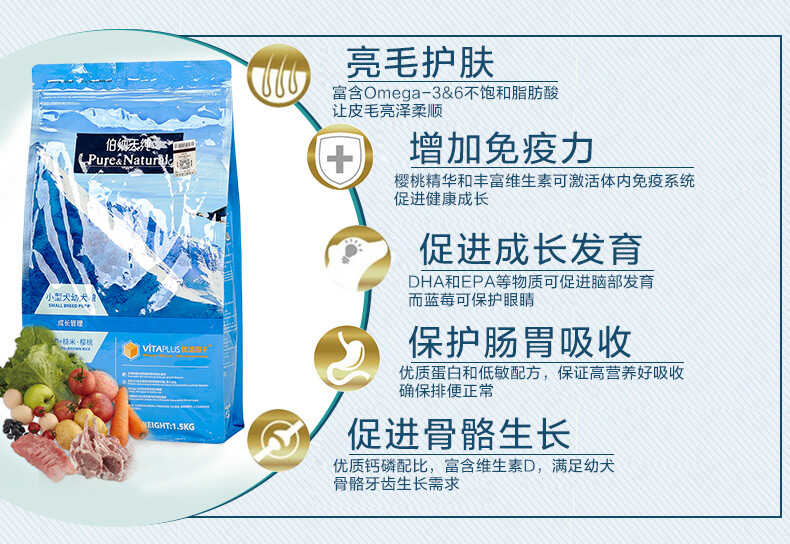 亮毛护肤
富含Omega-3&6不饱和脂肪酸
让皮毛亮泽柔顺
增加免疫力
樱桃精华和丰富维生素可激活体内免疫系统
促进健康成长
促进成长发育
DHA和EPA等物质可促进脑部发育
而蓝莓可保护眼睛
保护肠胃吸收
优质蛋白和低敏配方，保证高营养好吸收
确保排便正常
促进骨骼生长
优质钙磷配比，富含维生素D，满足幼犬
骨骼牙齿生长需求
伯纳天纯
Pure&Natural
小型犬幼犬粮
SMALL BREED
成长管理
糙米·樱桃
VITAPLUS
WEIGHT:1.5KG